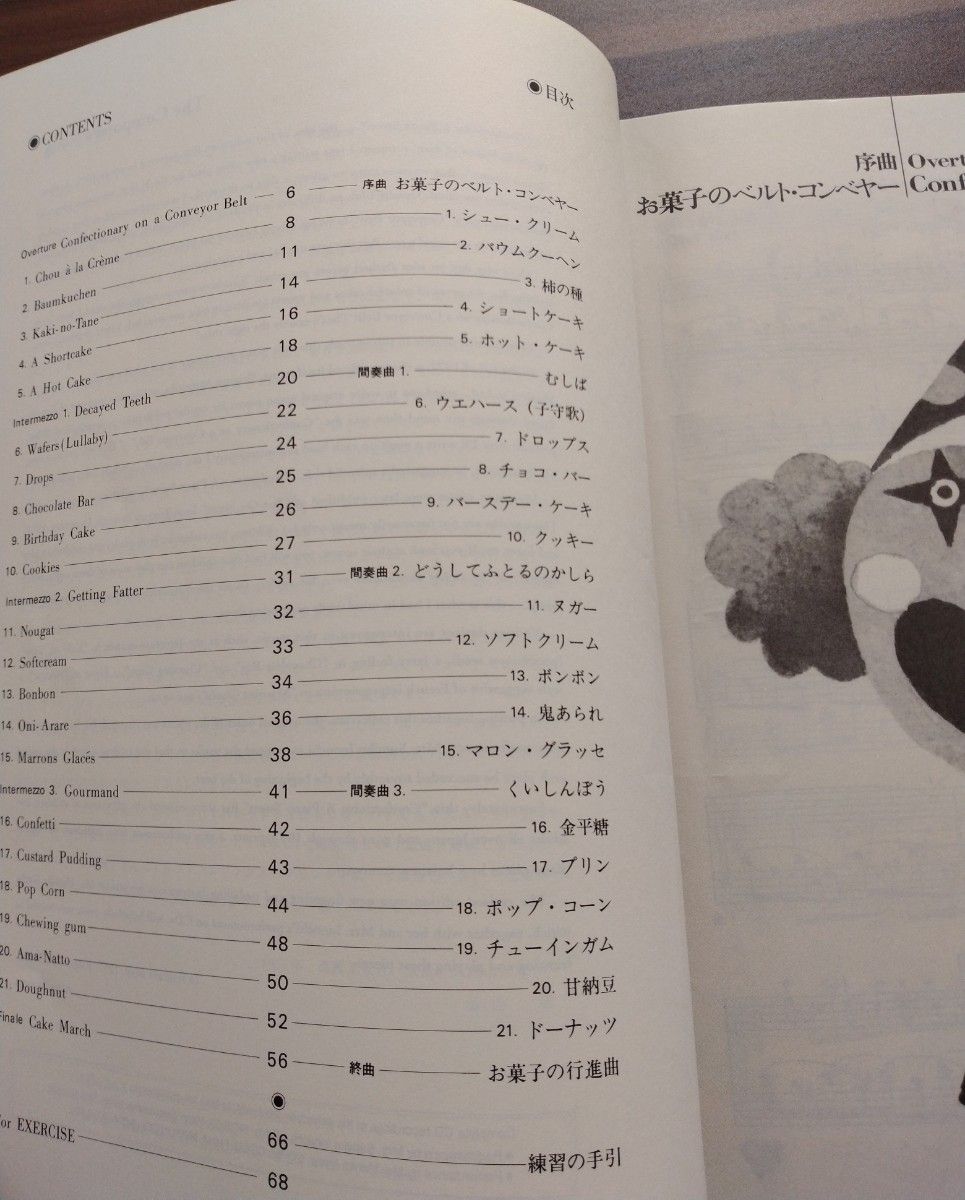 ◉CONTENTS
◉目次
Overture Confectionary on a Conveyor Belt 6 序曲 お菓子のベルト・コンベヤー
1. Chou à la Crème 8 1. シュー・クリーム
2. Baumkuchen 11 2. バウムクーヘン
3. Kaki-no-Tane 14 3. 柿の種
4. A Shortcake 16 4. ショートケーキ
5. A Hot Cake 18 5. ホット・ケーキ
Intermezzo 1. Decayed Teeth 20 間奏曲 1. むしば
6. Wafers(Lullaby) 22 6. ウエハース(子守歌)
7. Drops 24 7. ドロップス
8. Chocolate Bar 25 8. チョコ・バー
9. Birthday Cake 26 9. バースデー・ケーキ
10. Cookies 27 10. クッキー
Intermezzo 2. Getting Fatter 31 間奏曲 2. どうしてふとるのかしら
11. Nougat 32 11. ヌガー
12. Softcream 33 12. ソフトクリーム
13. Bonbon 34 13. ボンボン
14. Oni-Arare 36 14. 鬼あられ
15. Marrons Glacés 38 15. マロン・グラッセ
Intermezzo 3. Gourmand 41 間奏曲 3. くいしんぼう
16. Confetti 42 16. 金平糖
17. Custard Pudding 43 17. プリン
18. Pop Corn 44 18. ポップ・コーン
19. Chewing gum 48 19. チューインガム
20. Ama-Natto 50 20. 甘納豆
21. Doughnut 52 21. ドーナッツ
Finale Cake March 56 終曲 お菓子の行進曲
◉
for EXERCISE 66 練習の手引
68
序曲 Overt
お菓子のベルト・コンベヤー Conf